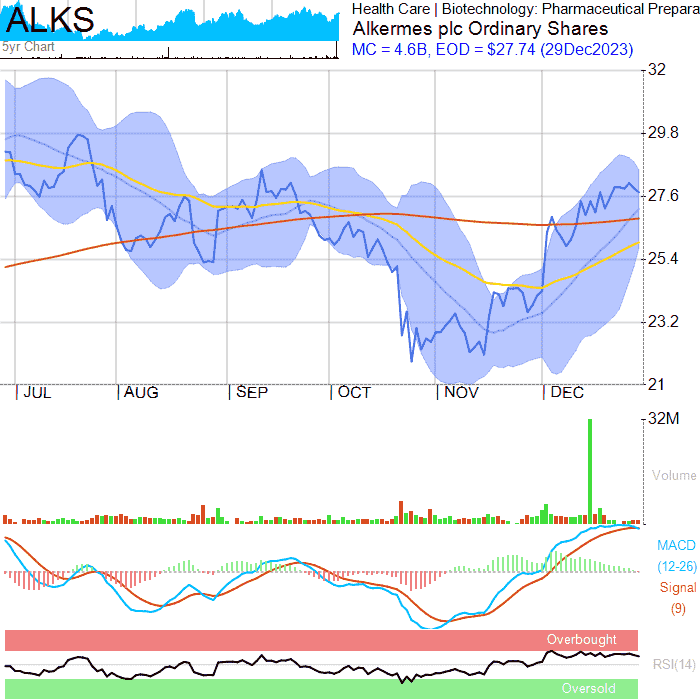 ALKS
5yr Chart
Health Care | Biotechnology: Pharmaceutical Prepara
Alkermes plc Ordinary Shares
MC = 4.6B, EOD = $27.74 (29Dec2023)
32
29.8
27.6
25.4
23.2
21
JUL AUG SEP OCT NOV DEC
32M
Volume
MACD
(12-26)
Signal
(9)
Overbought
RSI(14)
Oversold